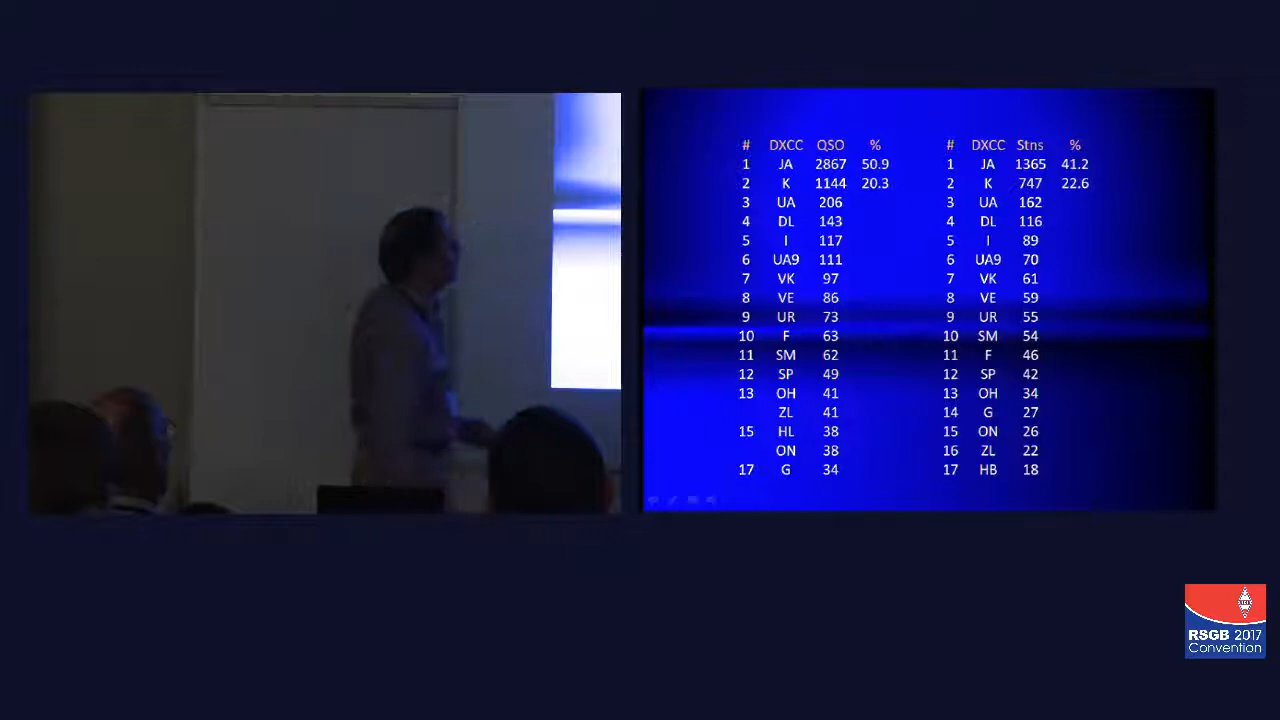 # DXCC QSO % # DXCC Stns %
1 JA 2867 50.9 1 JA 1365 41.2
2 K 1144 20.3 2 K 747 22.6
3 UA 206 3 UA 162
4 DL 143 4 DL 116
5 I 117 5 I 89
6 UA9 111 6 UA9 70
7 VK 97 7 VK 61
8 VE 86 8 VE 59
9 UR 73 9 UR 55
10 F 63 10 SM 54
11 SM 62 11 F 46
12 SP 49 12 SP 42
13 OH 41 13 OH 34
ZL 41 14 G 27
15 HL 38 15 ON 26
ON 38 16 ZL 22
17 G 34 17 HB 18
RSGB 2017
Convention